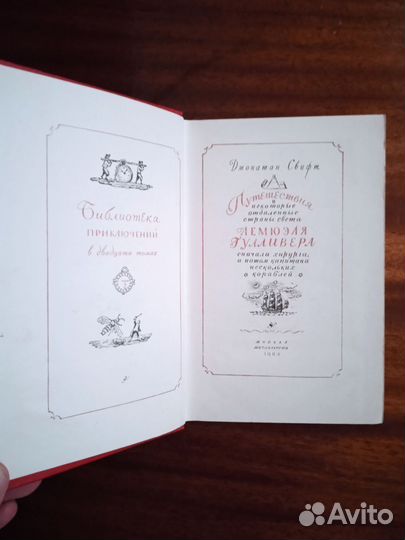 Библиотека
ПРИКЛЮЧЕНИЙ
в двадцати томах
Джонатан Свифт
Путешествия
в
некоторые
отдаленные
страны света
ЛЕМЮЭЛЯ
ГУЛЛИВЕРА
сначала хирурга,
а потом капитана
нескольких
кораблей
МОСКВА
Avito